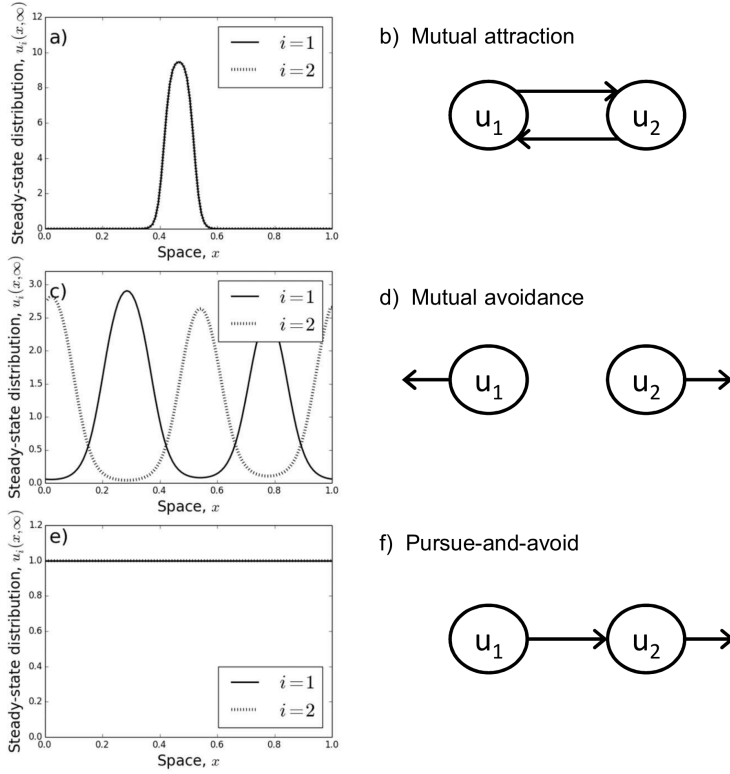 a)
i=1
i=2
12
10
8
6
4
2
0
0.0 0.2 0.4 0.6 0.8 1.0
Space, x
Steady-state distribution, u_i(x,∞)
b) Mutual attraction
u₁ u₂
c)
i=1
i=2
3.0
2.5
2.0
1.5
1.0
0.5
0.0
0.0 0.2 0.4 0.6 0.8 1.0
Space, x
Steady-state distribution, u_i(x,∞)
d) Mutual avoidance
u₁ u₂
e)
1.2
1.0
0.8
0.6
0.4
0.2
0.0
i=1
i=2
0.0 0.2 0.4 0.6 0.8 1.0
Space, x
Steady-state distribution, u_i(x,∞)
f) Pursue-and-avoid
u₁ u₂